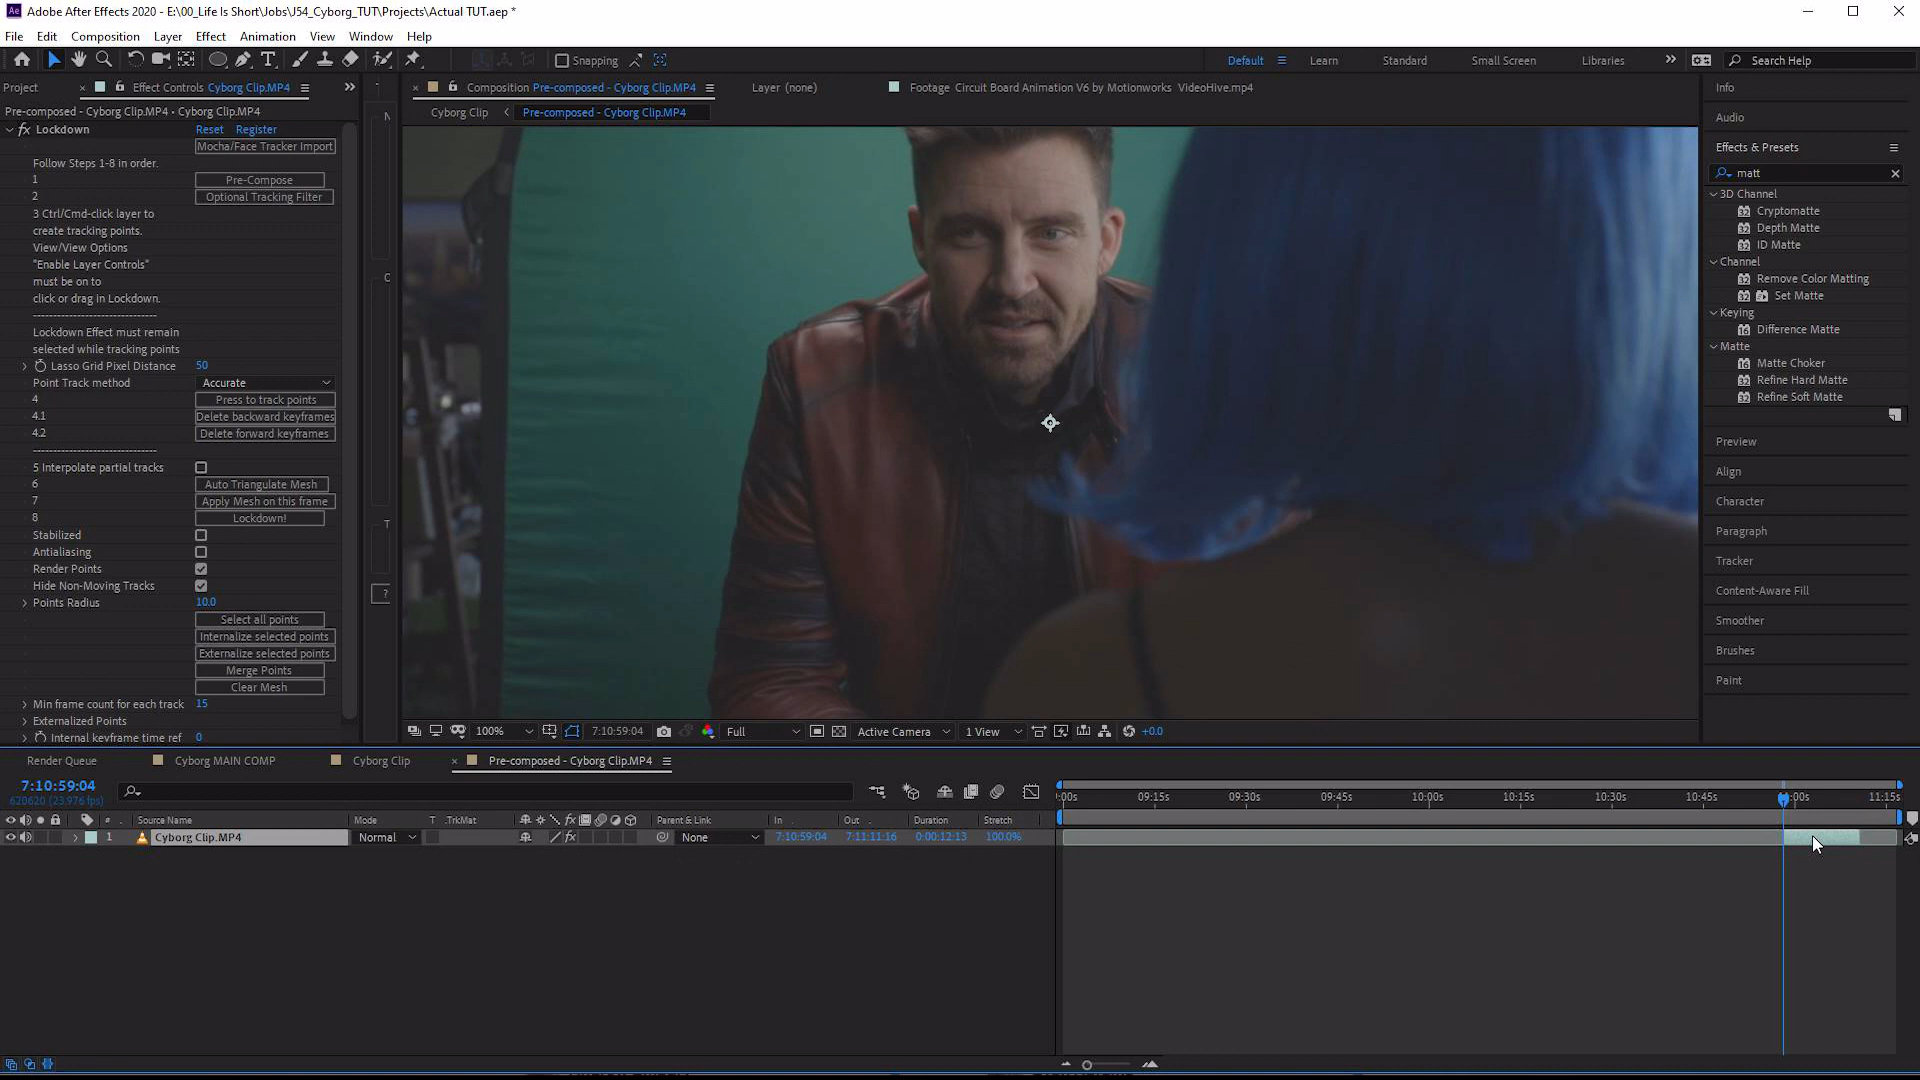 Adobe After Effects 2020 - E:\00_Life Is Short\Jobs\J54_Cyborg_TUT\Projects\Actual TUT.aep *
File Edit Composition Layer Effect Animation View Window Help
Snapping
Default Learn Standard Small Screen Libraries Search Help
Project Effect Controls Cyborg Clip.MP4
Composition Pre-composed - Cyborg Clip.MP4 Layer (none) Footage Circuit Board Animation V6 by Motionworks VideoHive.mp4
Pre-composed - Cyborg Clip.MP4 • Cyborg Clip.MP4
Cyborg Clip Pre-composed - Cyborg Clip.MP4
fx Lockdown Reset Register
Mocha/Face Tracker Import
Follow Steps 1-8 in order.
1 Pre-Compose
2 Optional Tracking Filter
3 Ctrl/Cmd-click layer to
create tracking points.
View/View Options
"Enable Layer Controls"
must be on to
click or drag in Lockdown.
------------------------------
Lockdown Effect must remain
selected while tracking points
Lasso Grid Pixel Distance 50
Point Track method Accurate
4 Press to track points
4.1 Delete backward keyframes
4.2 Delete forward keyframes
------------------------------
5 Interpolate partial tracks
6 Auto Triangulate Mesh
7 Apply Mesh on this frame
8 Lockdown!
Stabilized
Antialiasing
Render Points
Hide Non-Moving Tracks
Points Radius 10.0
Select all points
Internalize selected points
Externalize selected points
Merge Points
Clear Mesh
Min frame count for each track 15
Externalized Points
Internal keyframe time ref 0
?
Info
Audio
Effects & Presets
matt
3D Channel
32 Cryptomatte
32 Depth Matte
32 ID Matte
Channel
32 Remove Color Matting
32 Set Matte
Keying
16 Difference Matte
Matte
16 Matte Choker
32 Refine Hard Matte
32 Refine Soft Matte
Preview
Align
Character
Paragraph
Tracker
Content-Aware Fill
Smoother
Brushes
Paint
100% 7:10:59:04 Full Active Camera 1 View +0.0
Render Queue Cyborg MAIN COMP Cyborg Clip Pre-composed - Cyborg Clip.MP4
7:10:59:04
620620 (23.976 fps)
:00s 09:15s 09:30s 09:45s 10:00s 10:15s 10:30s 10:45s :00s 11:15s
# Source Name Mode T .TrkMat fx Parent & Link In Out Duration Stretch
1 Cyborg Clip.MP4 Normal fx None 7:10:59:04 7:11:11:16 0:00:12:13 100.0%